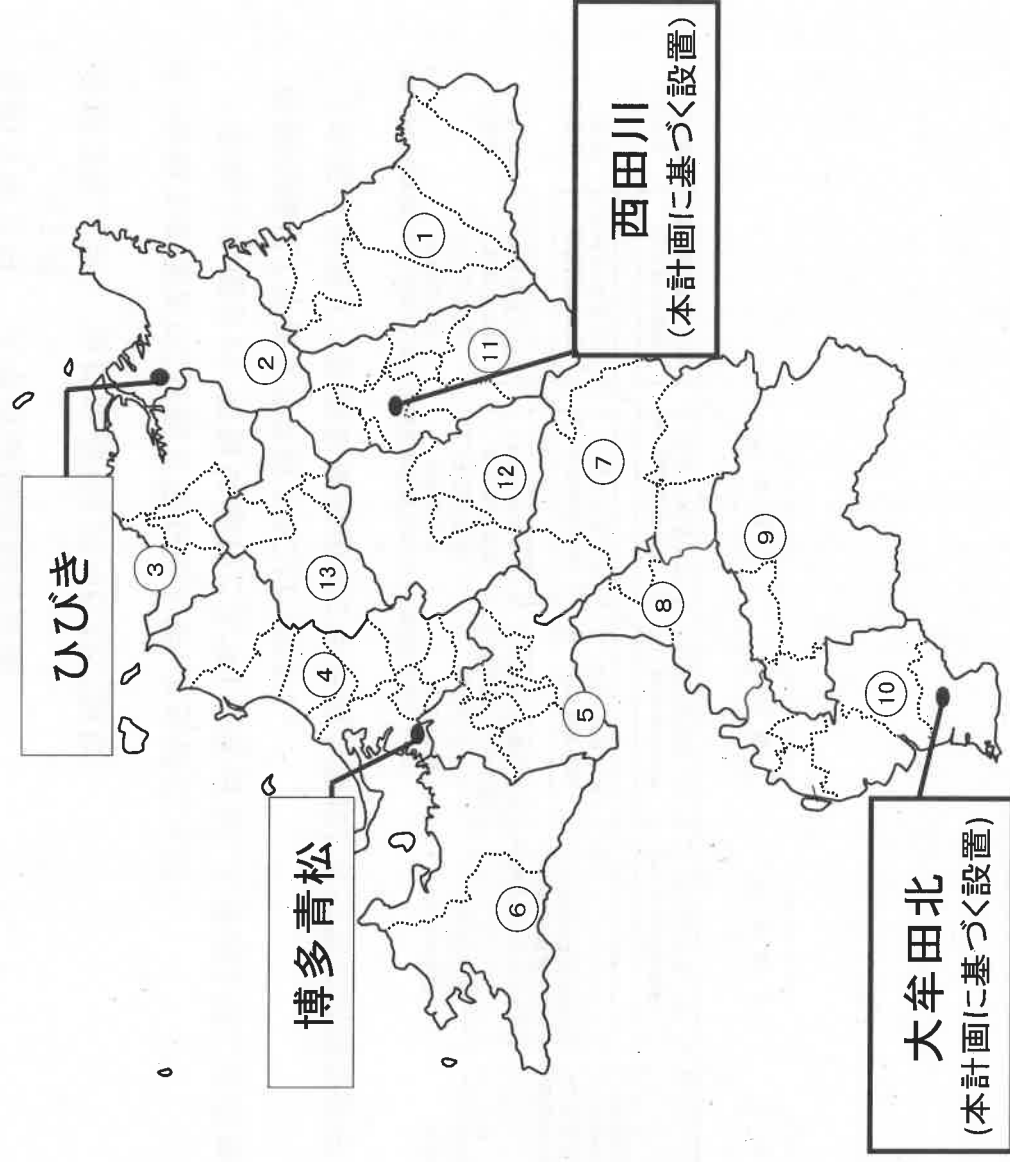 ひびき
博多青松
西田川
(本計画に基づく設置)
大牟田北
(本計画に基づく設置)
①
②
③
④
⑤
⑥
⑦
⑧
⑨
⑩
⑪
⑫
⑬